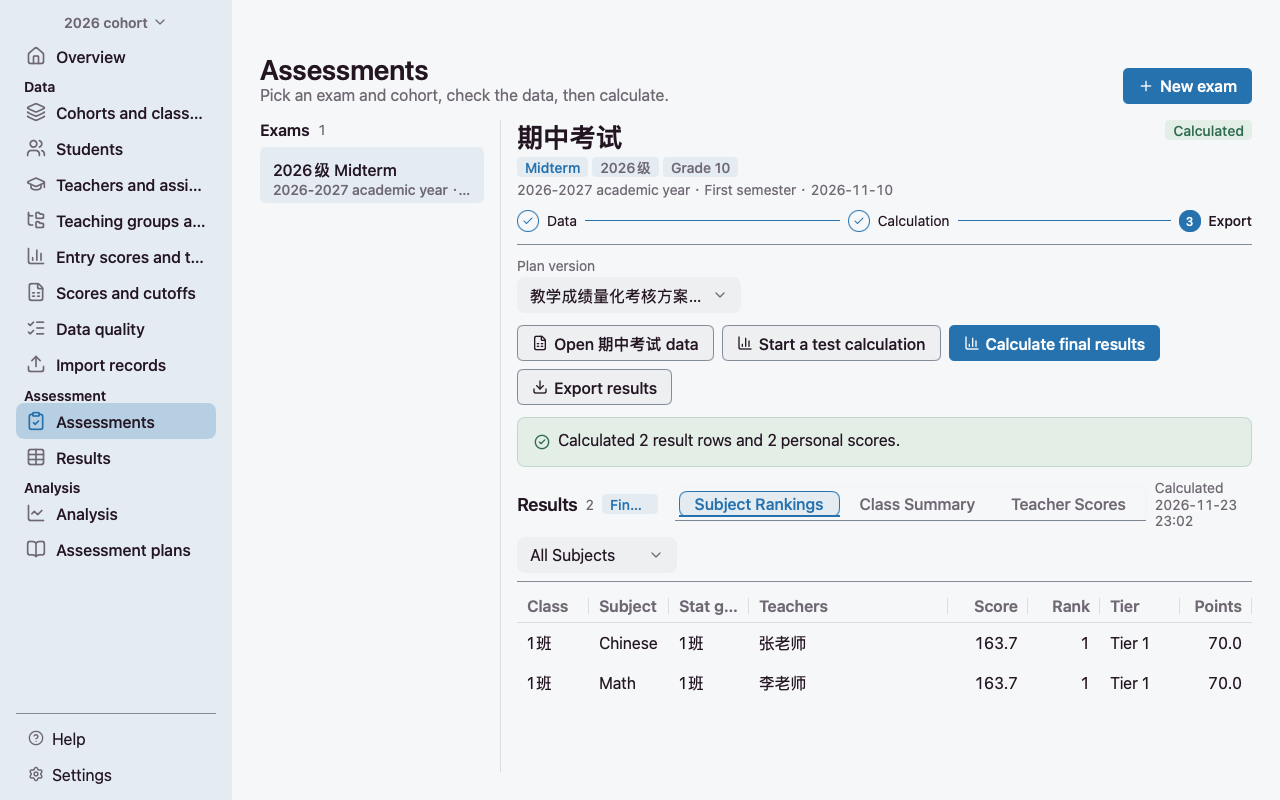 2026 cohort
Overview
Data
Cohorts and class...
Students
Teachers and assi...
Teaching groups a...
Entry scores and t...
Scores and cutoffs
Data quality
Import records
Assessment
Assessments
Results
Analysis
Analysis
Assessment plans
Help
Settings
Assessments
Pick an exam and cohort, check the data, then calculate.
+ New exam
Exams 1
2026级 Midterm
2026-2027 academic year ·...
期中考试
Calculated
Midterm 2026级 Grade 10
2026-2027 academic year · First semester · 2026-11-10
Data Calculation 3 Export
Plan version
教学成绩量化考核方案...
Open 期中考试 data Start a test calculation Calculate final results
Export results
Calculated 2 result rows and 2 personal scores.
Results 2 Fin... Subject Rankings Class Summary Teacher Scores
Calculated
2026-11-23
23:02
All Subjects
Class Subject Stat g... Teachers Score Rank Tier Points
1班 Chinese 1班 张老师 163.7 1 Tier 1 70.0
1班 Math 1班 李老师 163.7 1 Tier 1 70.0